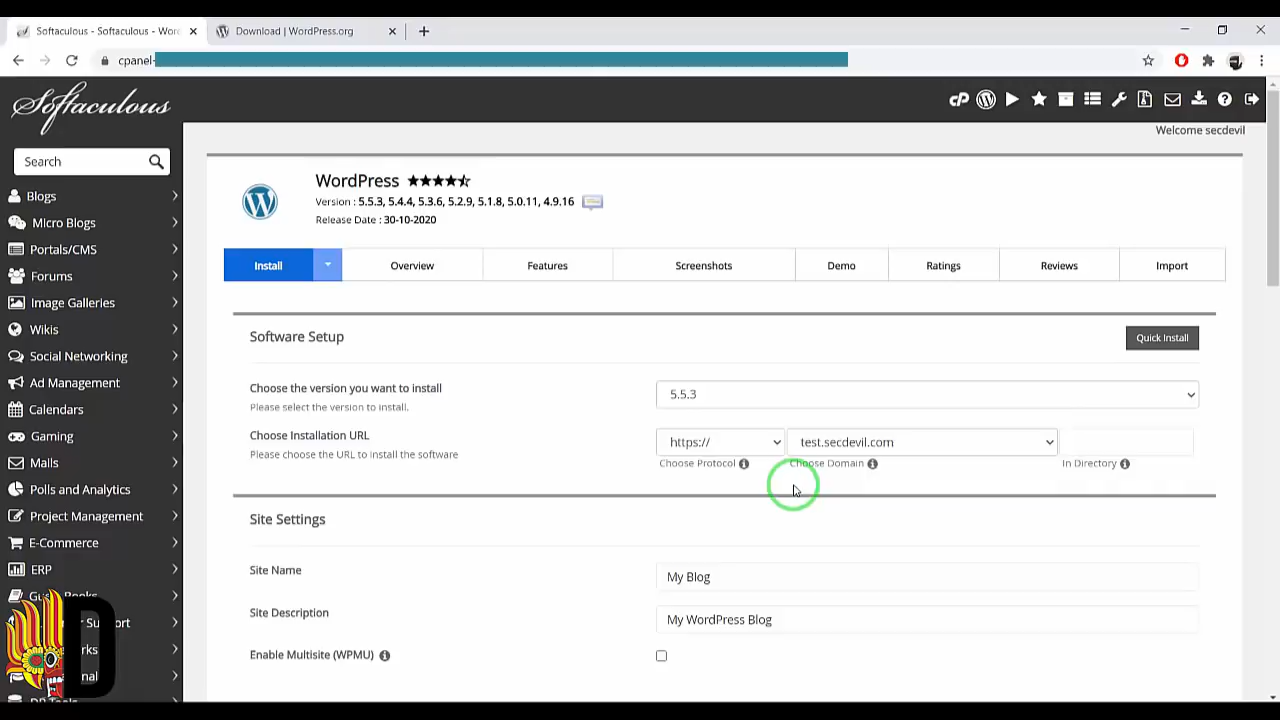 Softaculous - Softaculous - Wor
Download | WordPress.org
cpanel-
Softaculous
Welcome secdevil
Search
Blogs
Micro Blogs
Portals/CMS
Forums
Image Galleries
Wikis
Social Networking
Ad Management
Calendars
Gaming
Mails
Polls and Analytics
Project Management
E-Commerce
ERP
Support
D
WordPress
Version : 5.5.3, 5.4.4, 5.3.6, 5.2.9, 5.1.8, 5.0.11, 4.9.16
Release Date : 30-10-2020
Install
Overview
Features
Screenshots
Demo
Ratings
Reviews
Import
Software Setup
Quick Install
Choose the version you want to install
Please select the version to install.
5.5.3
Choose Installation URL
Please choose the URL to install the software
https://
test.secdevil.com
Choose Protocol
Choose Domain
In Directory
Site Settings
Site Name
My Blog
Site Description
My WordPress Blog
Enable Multisite (WPMU)